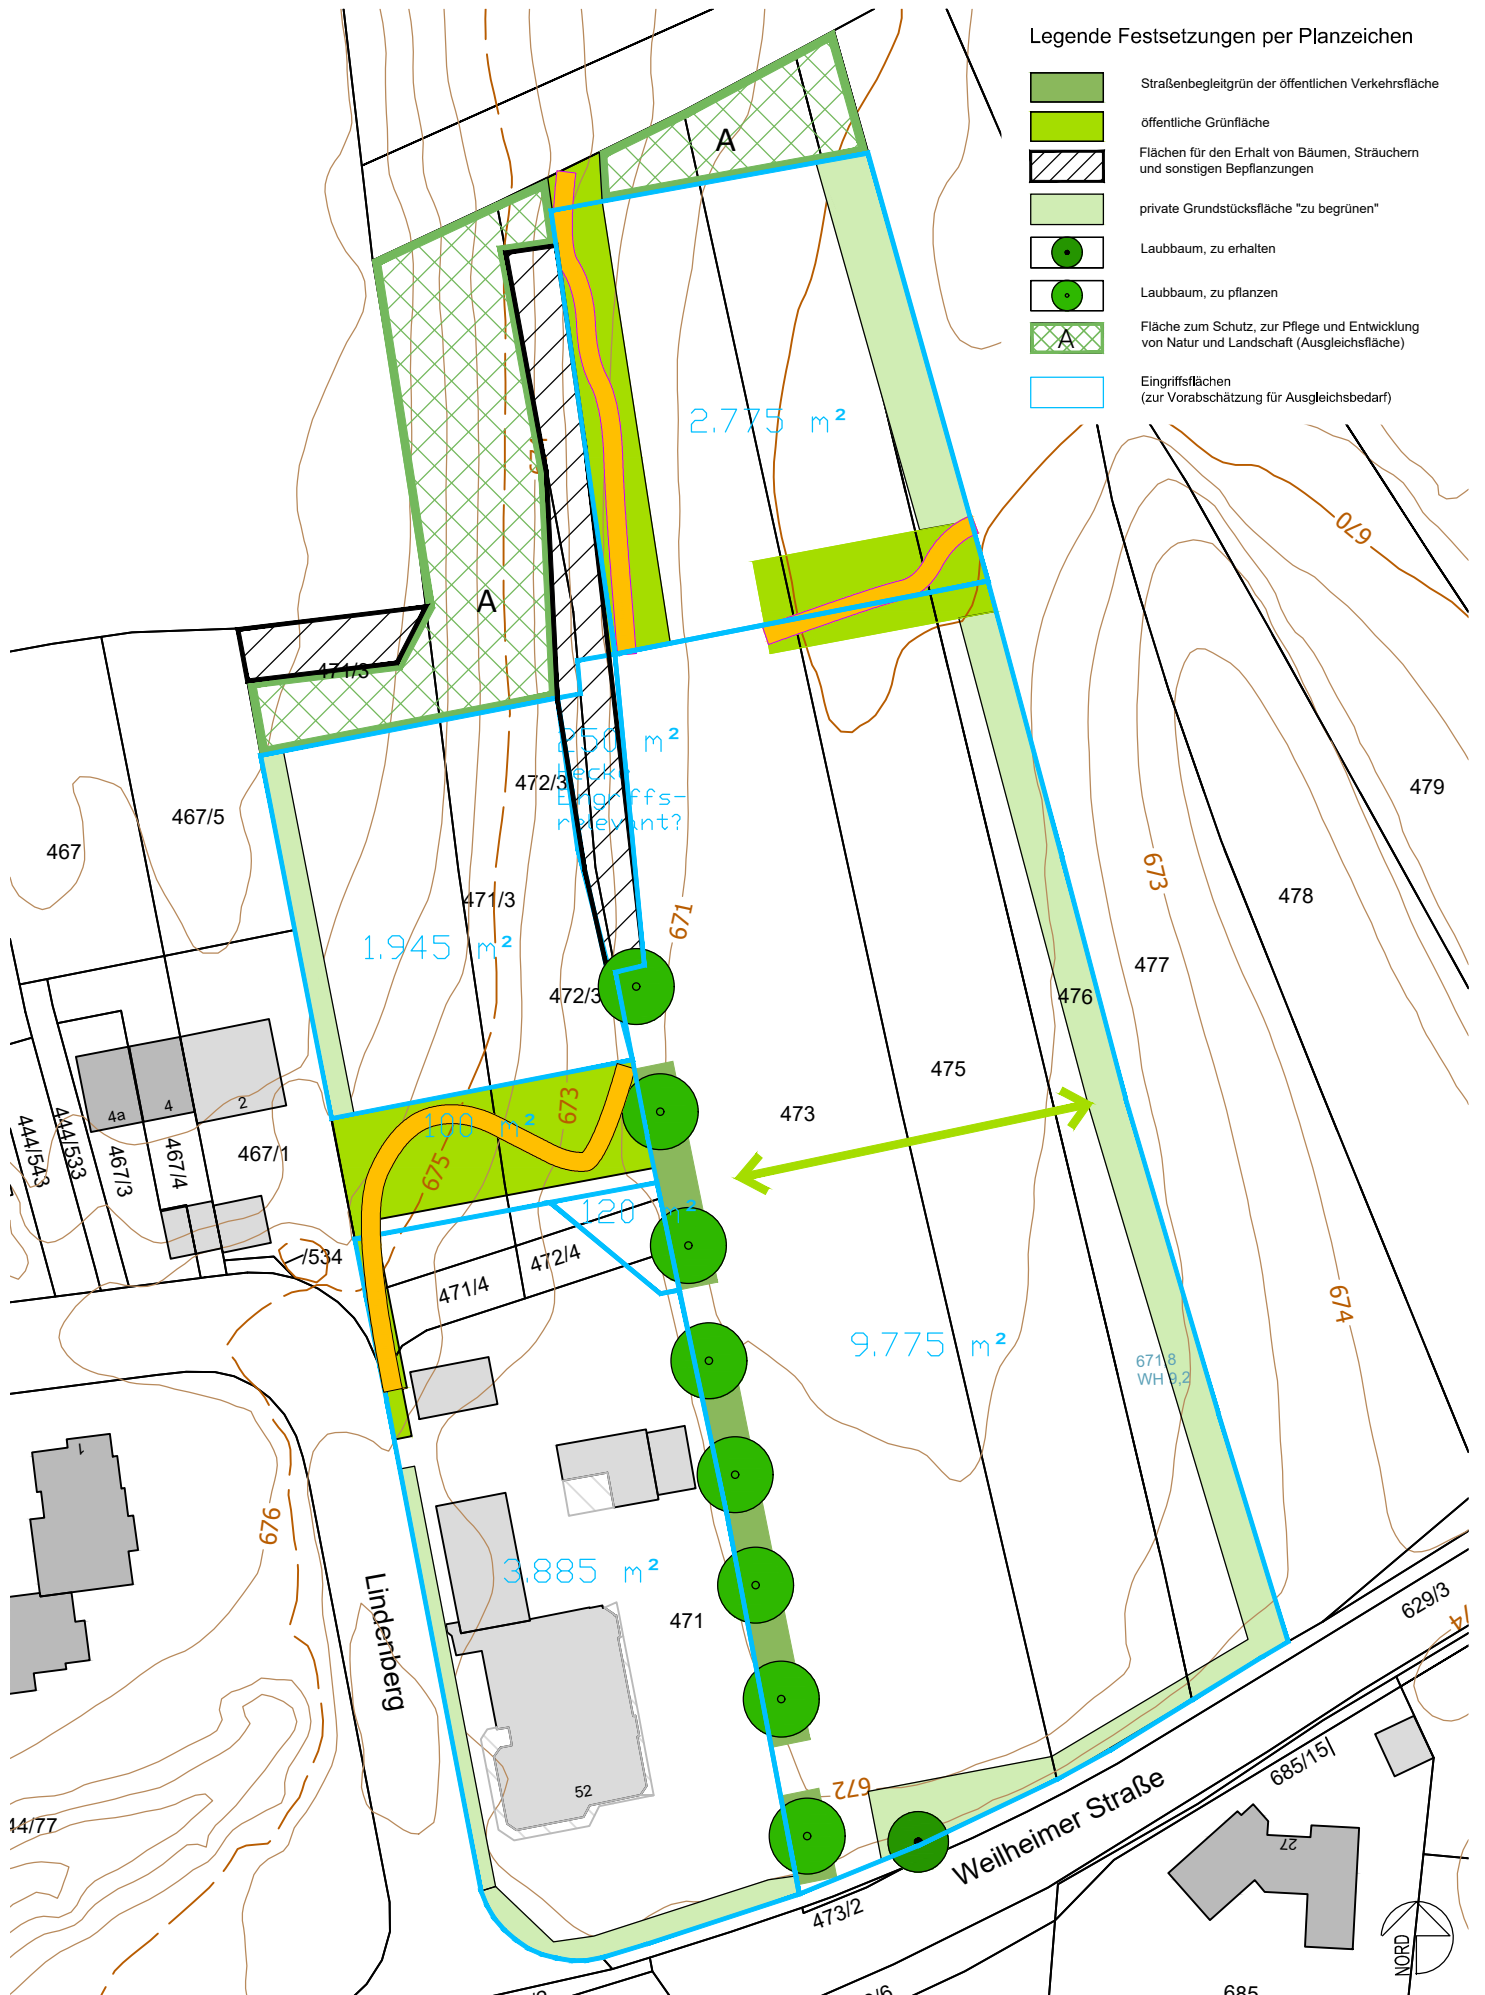 Legende Festsetzungen per Planzeichen
Straßenbegleitgrün der öffentlichen Verkehrsfläche
öffentliche Grünfläche
Flächen für den Erhalt von Bäumen, Sträuchern
und sonstigen Bepflanzungen
private Grundstücksfläche "zu begrünen"
Laubbaum, zu erhalten
Laubbaum, zu pflanzen
A
Fläche zum Schutz, zur Pflege und Entwicklung
von Natur und Landschaft (Ausgleichsfläche)
Eingriffsflächen
(zur Vorabschätzung für Ausgleichsbedarf)
A
2.775 m²
670
A
471/3
250 m²
Hecke
Eingriffs-
relevant?
472/3
479
467/5
467
673
478
471/3
671
1.945 m²
477
472/3
476
475
4a
4
2
673
473
100 m²
444/543
444/533
467/3
467/4
467/1
675
120 m²
/534
472/4
471/4
674
9.775 m²
671,8
WH 9,2
1
676
3.885 m²
Lindenberg
471
629/3
74
685/15
672
52
Weilheimer Straße
44/77
27
473/2
NORD
685